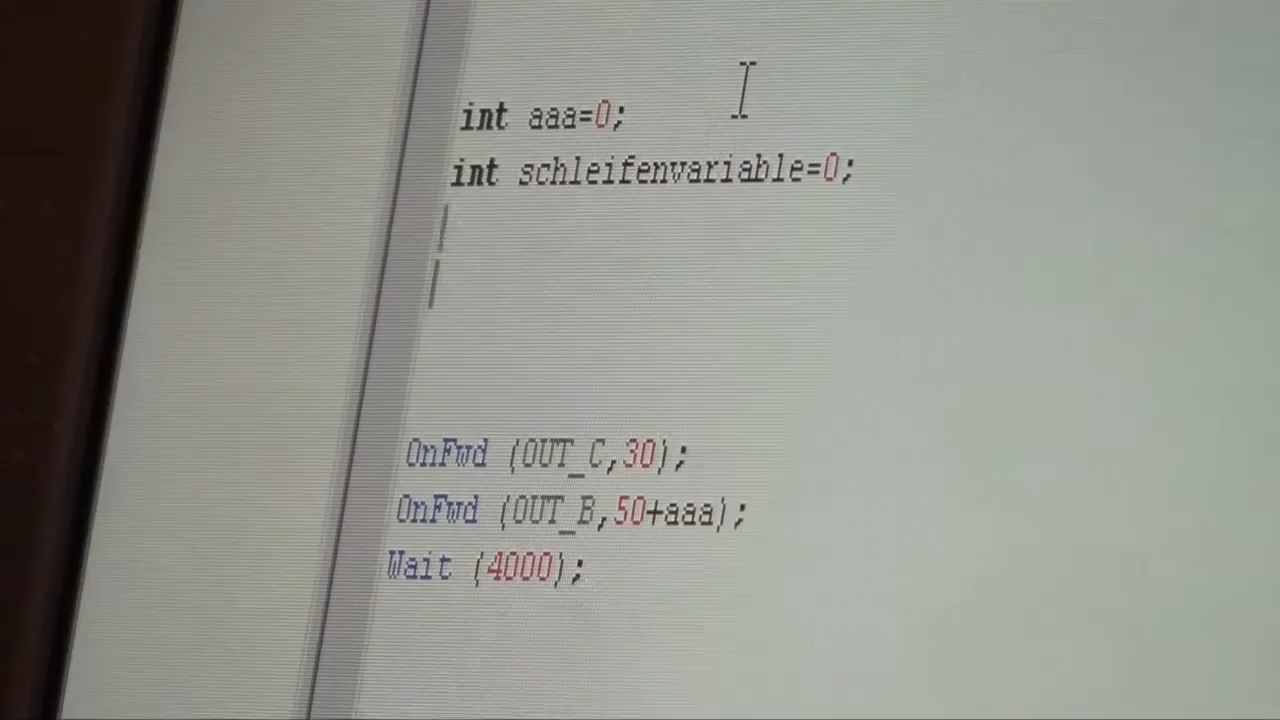 int aaa=0;
int schleifenvariable=0;
OnFwd (OUT_C,30);
OnFwd (OUT_B,50+aaa);
Wait (4000);